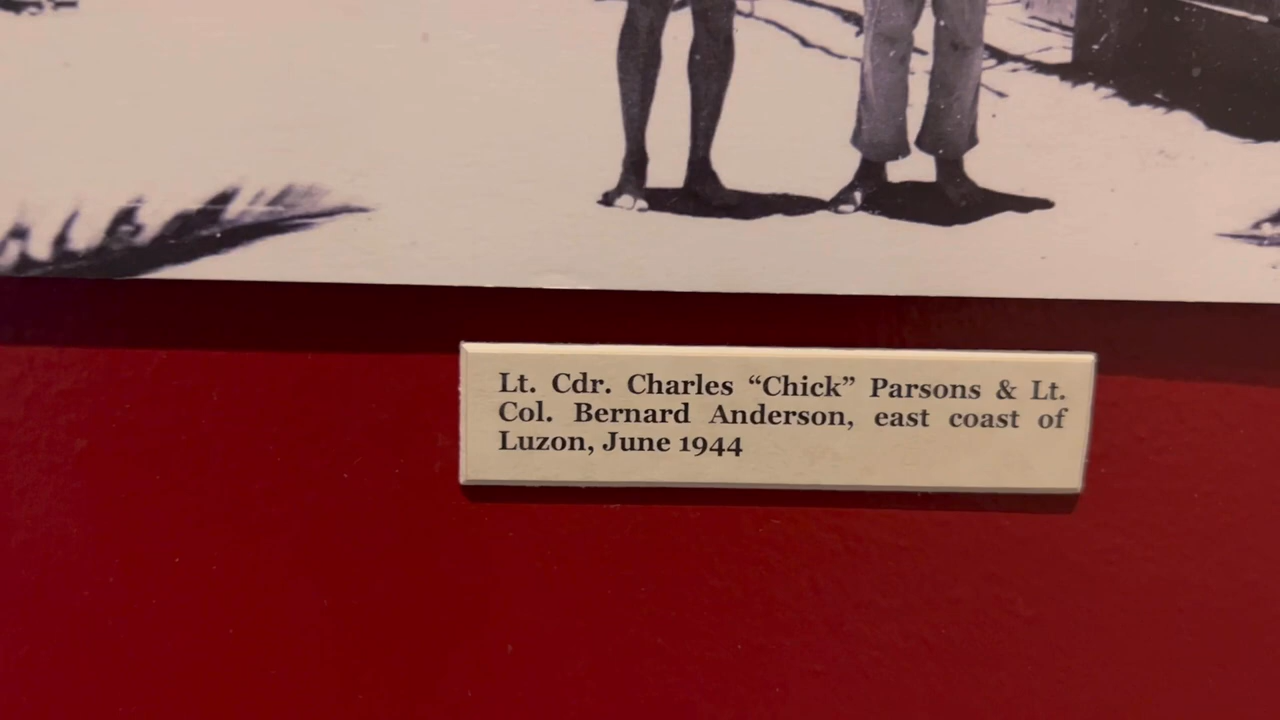 Lt. Cdr. Charles “Chick” Parsons & Lt.
Col. Bernard Anderson, east coast of
Luzon, June 1944